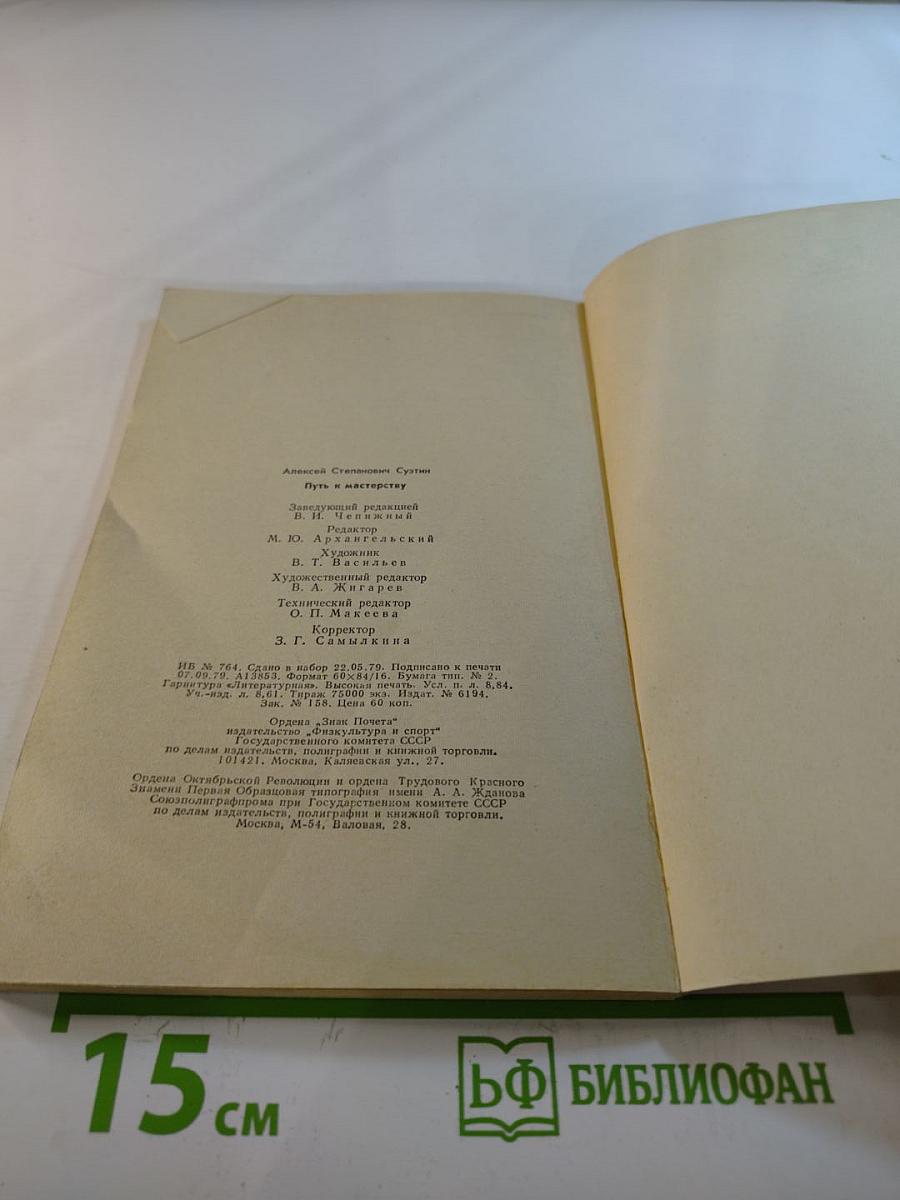 Алексей Степанович Суэтин
Путь к мастерству
Заведующий редакцией
В. И. Чепижный
Редактор
М. Ю. Архангельский
Художник
В. Т. Васильев
Художественный редактор
В. А. Жигарев
Технический редактор
О. П. Макеева
Корректор
З. Г. Самылкина
ИБ № 764. Сдано в набор 22.05.79. Подписано к печати
07.09.79. А13853. Формат 60×84/16. Бумага тип. № 2.
Гарнитура «Литературная». Высокая печать. Усл. п. л. 8,84.
Уч.-изд. л. 8,61. Тираж 75000 экз. Издат. № 6194.
Зак. № 158. Цена 60 коп.
Ордена „Знак Почета“
издательство „Физкультура и спорт“
Государственного комитета СССР
по делам издательств, полиграфии и книжной торговли.
101421. Москва, Каляевская ул., 27.
Ордена Октябрьской Революции и ордена Трудового Красного
Знамени Первая Образцовая типография имени А. А. Жданова
Союзполиграфпрома при Государственном комитете СССР
по делам издательств, полиграфии и книжной торговли.
Москва, М-54, Валовая, 28.
15 см
ЬФ БИБЛИОФАН